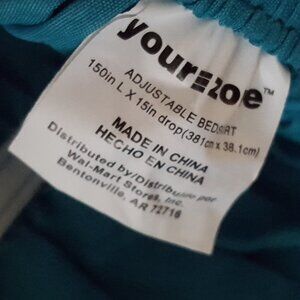 your zone™
ADJUSTABLE BEDSKIRT
150in L X 15in drop(381cm x 38.1cm)
MADE IN CHINA
HECHO EN CHINA
Distributed by/Distribuido por
Wal-Mart Stores, Inc.
Bentonville, AR 72716